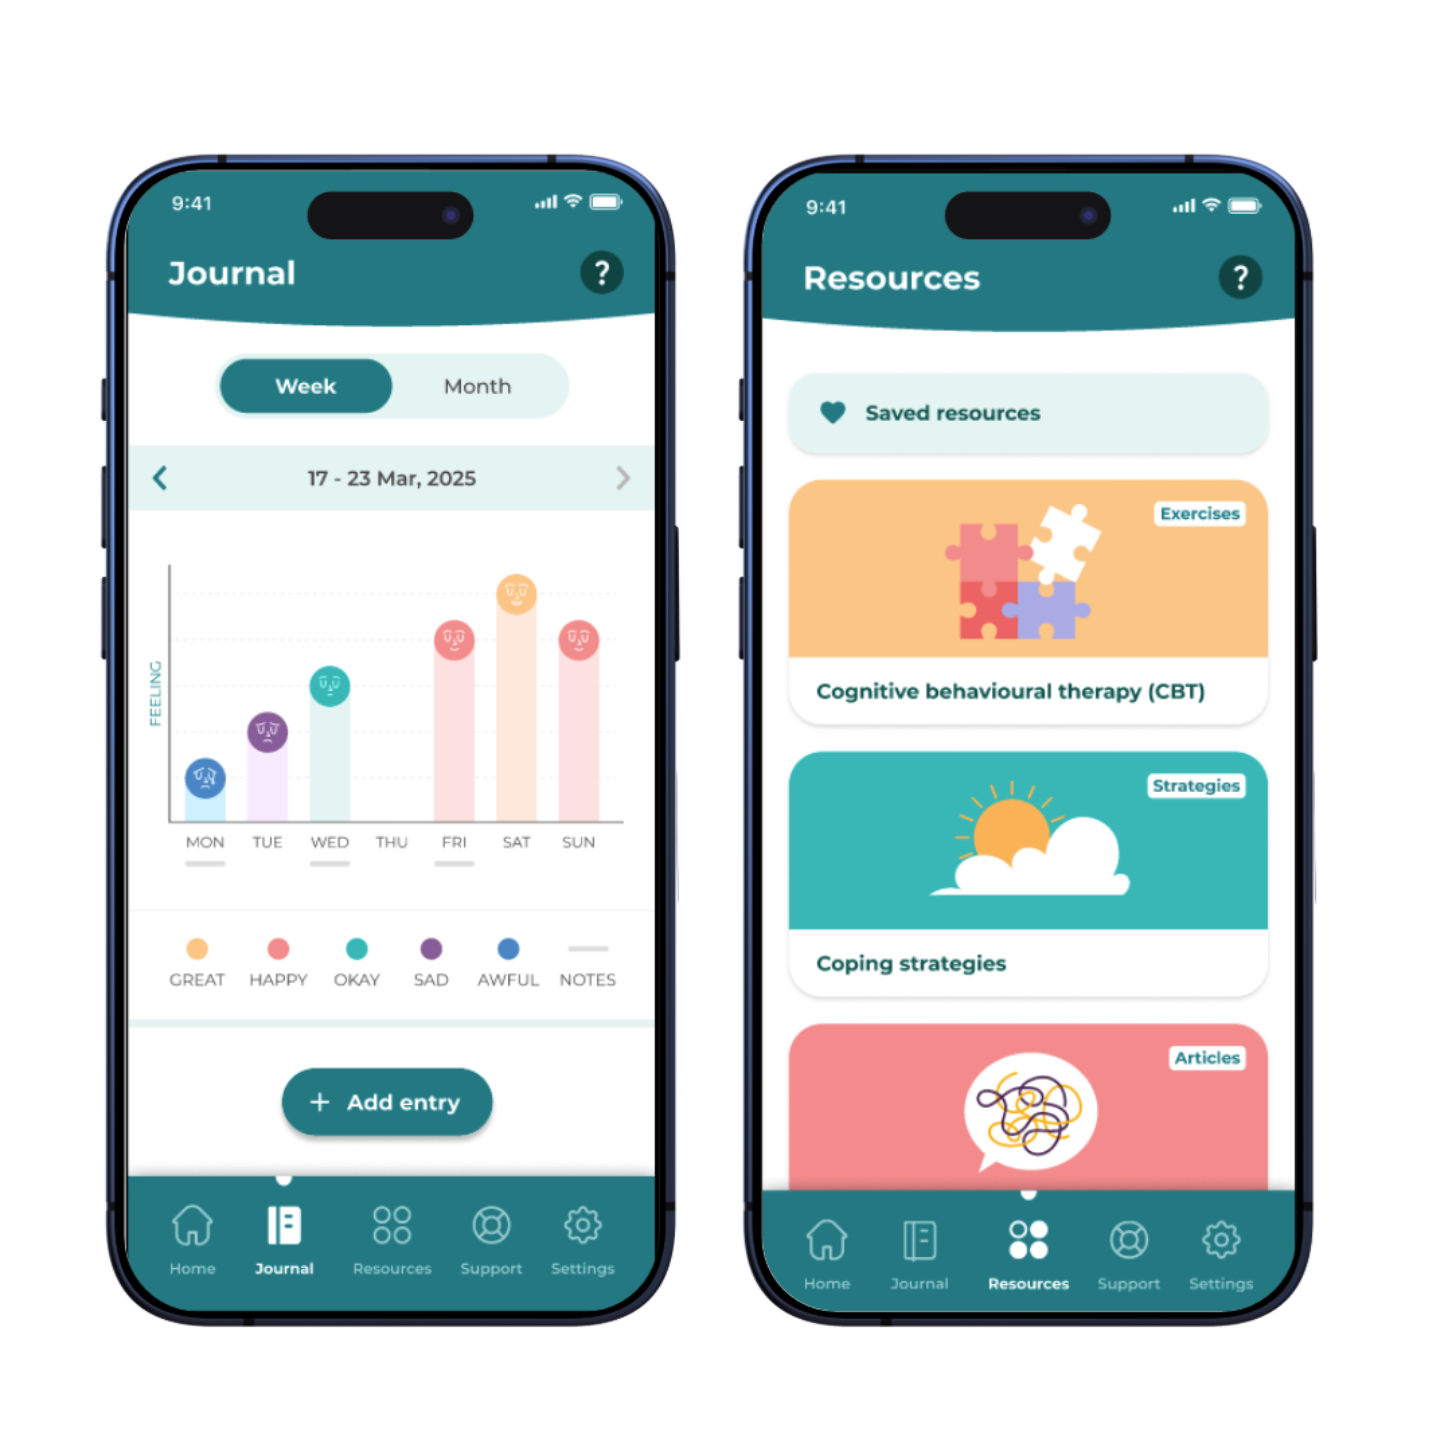 9:41
Journal
?
Week
Month
17 - 23 Mar, 2025
FEELING
MON TUE WED THU FRI SAT SUN
GREAT HAPPY OKAY SAD AWFUL NOTES
+ Add entry
Home Journal Resources Support Settings
9:41
Resources
?
Saved resources
Exercises
Cognitive behavioural therapy (CBT)
Strategies
Coping strategies
Articles
Home Journal Resources Support Settings